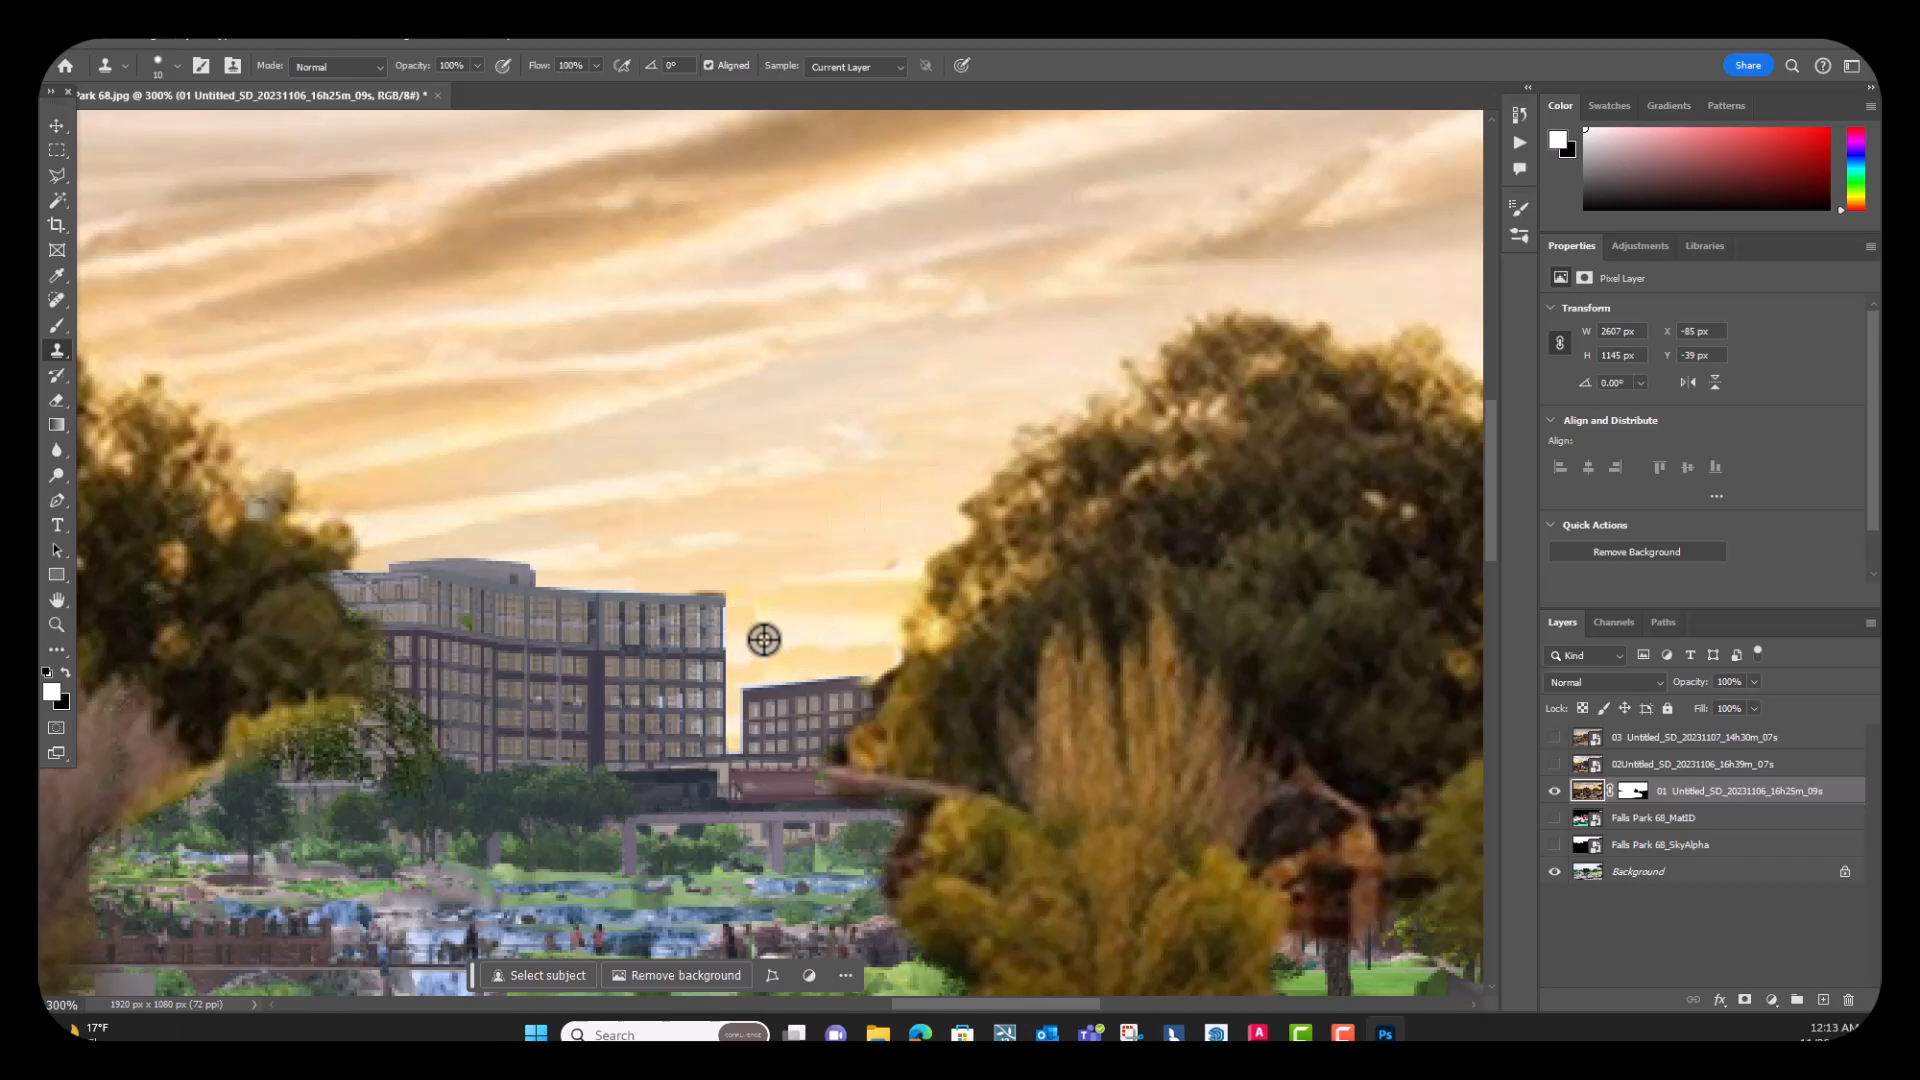 10 Mode: Normal Opacity: 100% Flow: 100% 0° Aligned Sample: Current Layer Share
Park 68.jpg @ 300% (01 Untitled_SD_20231106_16h25m_09s, RGB/8#) *
Color Swatches Gradients Patterns
Properties Adjustments Libraries
Pixel Layer
Transform
W 2607 px X -85 px
H 1145 px Y -39 px
0.00°
Align and Distribute
Align:
Quick Actions
Remove Background
Layers Channels Paths
Kind
Normal Opacity: 100%
Lock: Fill: 100%
03 Untitled_SD_20231107_14h30m_07s
02Untitled_SD_20231106_16h39m_07s
01 Untitled_SD_20231106_16h25m_09s
Falls Park 68_MatID
Falls Park 68_SkyAlpha
Background
Select subject Remove background
300% 1920 px x 1080 px (72 ppi)
17°F
Search
12:13 AM